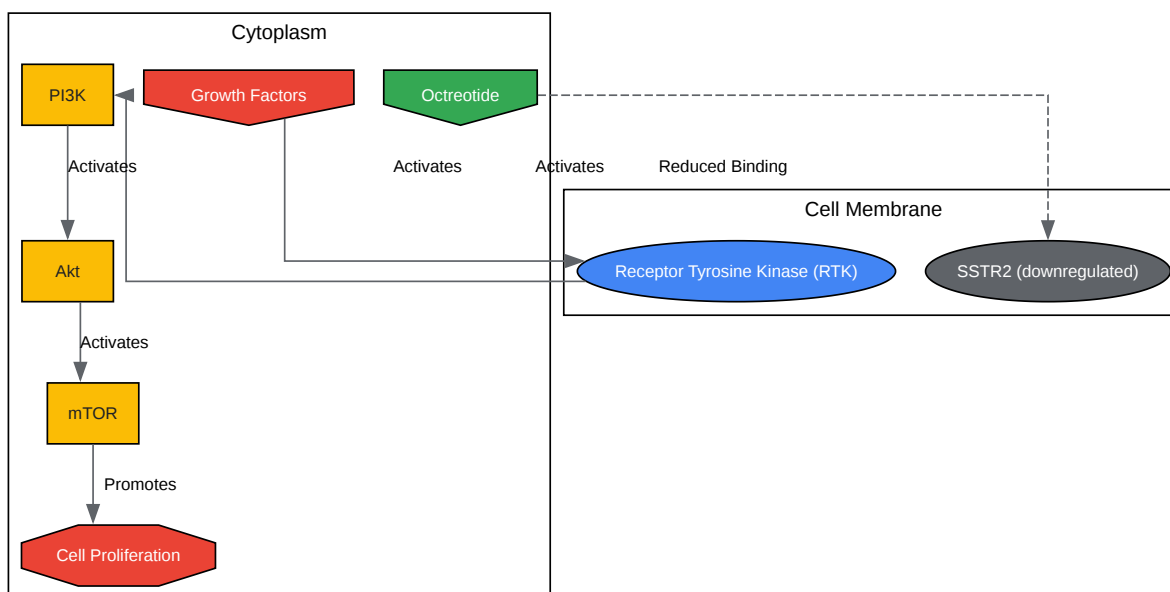 Cytoplasm
PI3K
Growth Factors
Octreotide
Activates
Activates
Activates
Reduced Binding
Cell Membrane
Akt
Receptor Tyrosine Kinase (RTK)
SSTR2 (downregulated)
Activates
mTOR
Promotes
Cell Proliferation